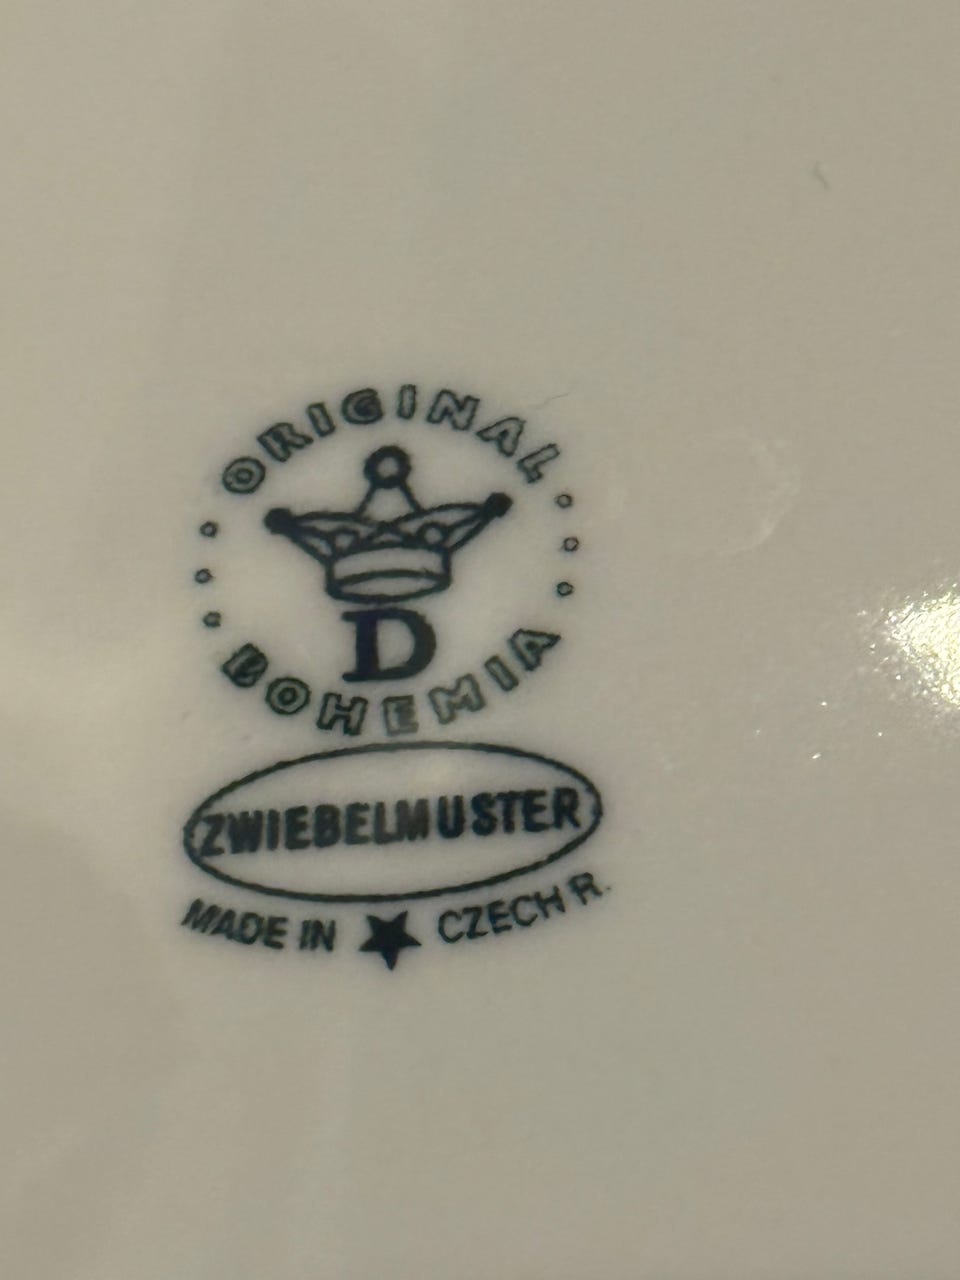 ORIGINAL
D
BOHEMIA
ZWIEBELMUSTER
MADE IN ★ CZECH R.